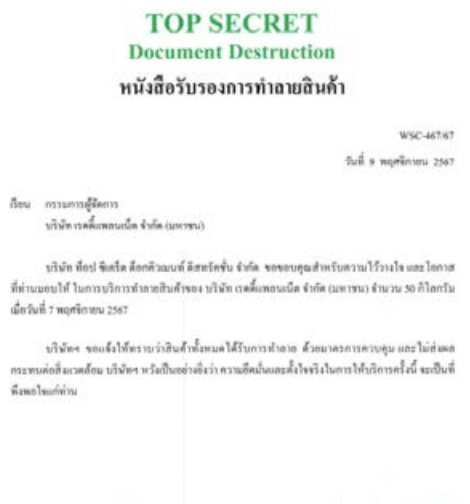 TOP SECRET
Document Destruction
หนังสือรับรองการทำลายสินค้า
WSC-467/67
วันที่ 9 พฤศจิกายน 2567
เรียน กรรมการผู้จัดการ
บริษัท เรดดี้แพลนเน็ต จำกัด (มหาชน)
บริษัท ท็อป ซีเคร็ต ด็อกคิวเมนท์ ดิสทรัคชั่น จำกัด ขอขอบคุณสำหรับความไว้วางใจ และโอกาส
ที่ท่านมอบให้ ในการบริการทำลายสินค้าของ บริษัท เรดดี้แพลนเน็ต จำกัด (มหาชน) จำนวน 50 กิโลกรัม
เมื่อวันที่ 7 พฤศจิกายน 2567
บริษัทฯ ขอแจ้งให้ทราบว่าสินค้าทั้งหมดได้รับการทำลาย ด้วยมาตรการควบคุม และไม่ส่งผล
กระทบต่อสิ่งแวดล้อม บริษัทฯ หวังเป็นอย่างยิ่งว่า ความยึดมั่นและตั้งใจจริงในการให้บริการครั้งนี้ จะเป็นที่
พึงพอใจแก่ท่าน